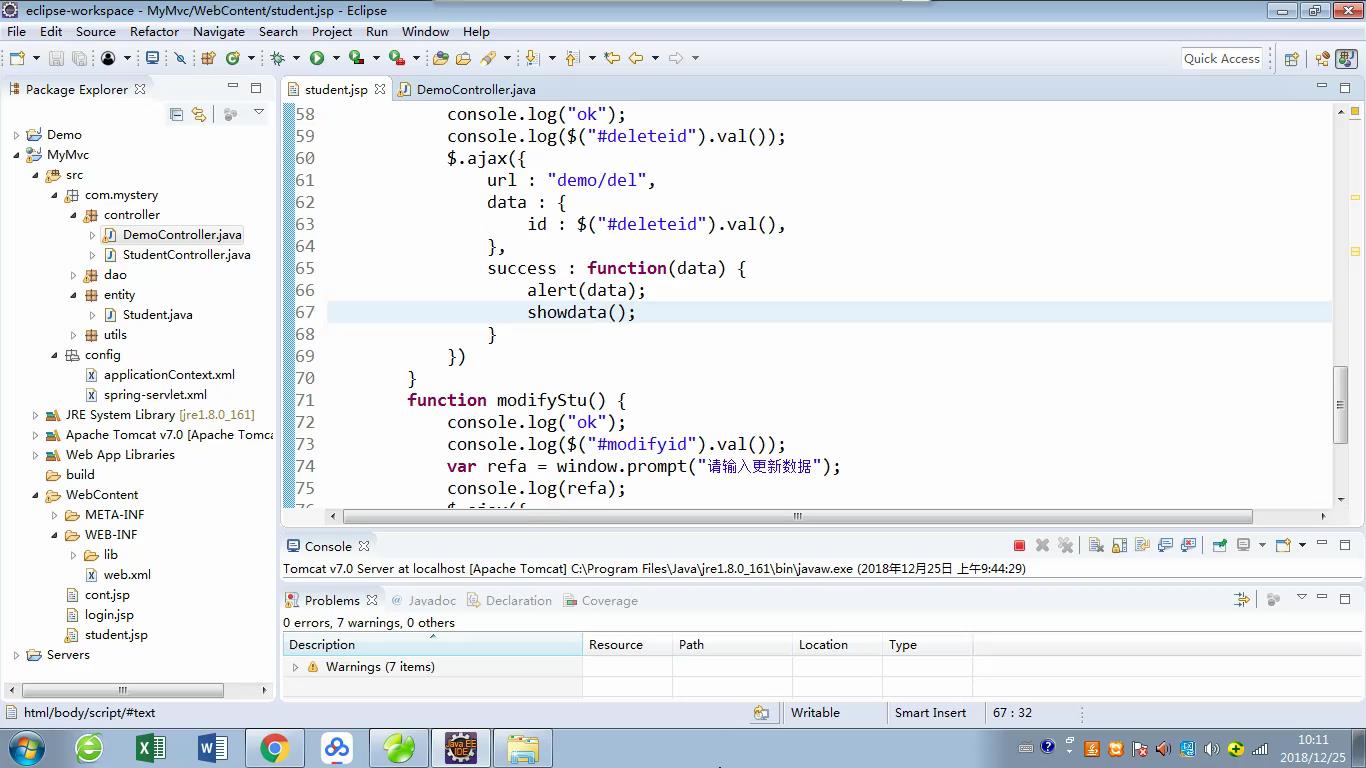 eclipse-workspace - MyMvc/WebContent/student.jsp - Eclipse
File Edit Source Refactor Navigate Search Project Run Window Help
Quick Access
Package Explorer
Demo
MyMvc
src
com.mystery
controller
DemoController.java
StudentController.java
dao
entity
Student.java
utils
config
applicationContext.xml
spring-servlet.xml
JRE System Library [jre1.8.0_161]
Apache Tomcat v7.0 [Apache Tomca
Web App Libraries
build
WebContent
META-INF
WEB-INF
lib
web.xml
cont.jsp
login.jsp
student.jsp
Servers
student.jsp DemoController.java
58 console.log("ok");
59 console.log($("#deleteid").val());
60 $.ajax({
61 url : "demo/del",
62 data : {
63 id : $("#deleteid").val(),
64 },
65 success : function(data) {
66 alert(data);
67 showdata();
68 }
69 })
70 }
71 function modifyStu() {
72 console.log("ok");
73 console.log($("#modifyid").val());
74 var refa = window.prompt("请输入更新数据");
75 console.log(refa);
76 $.ajax({
Console
Tomcat v7.0 Server at localhost [Apache Tomcat] C:\Program Files\Java\jre1.8.0_161\bin\javaw.exe (2018年12月25日 上午9:44:29)
Problems @ Javadoc Declaration Coverage
0 errors, 7 warnings, 0 others
Description Resource Path Location Type
Warnings (7 items)
html/body/script/#text Writable Smart Insert 67 : 32
Java EE
IDE
10:11
2018/12/25